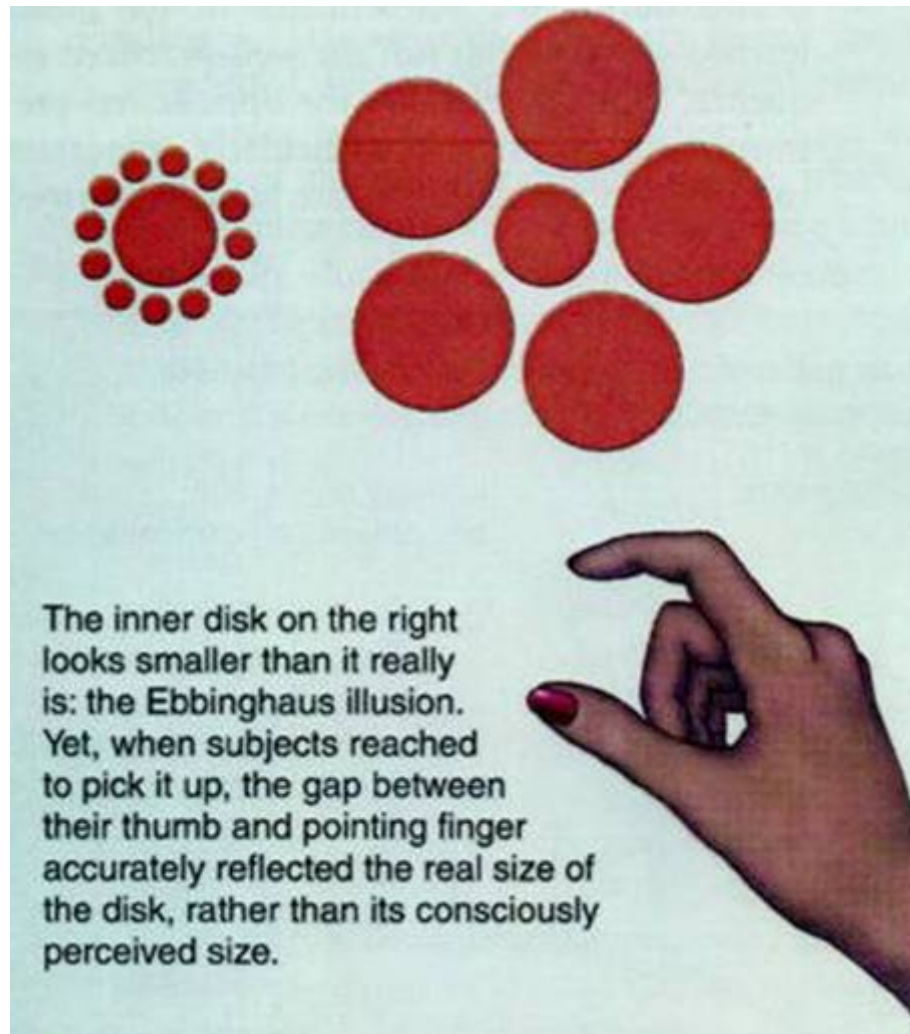 The inner disk on the right
looks smaller than it really
is: the Ebbinghaus illusion.
Yet, when subjects reached
to pick it up, the gap between
their thumb and pointing finger
accurately reflected the real size of
the disk, rather than its consciously
perceived size.